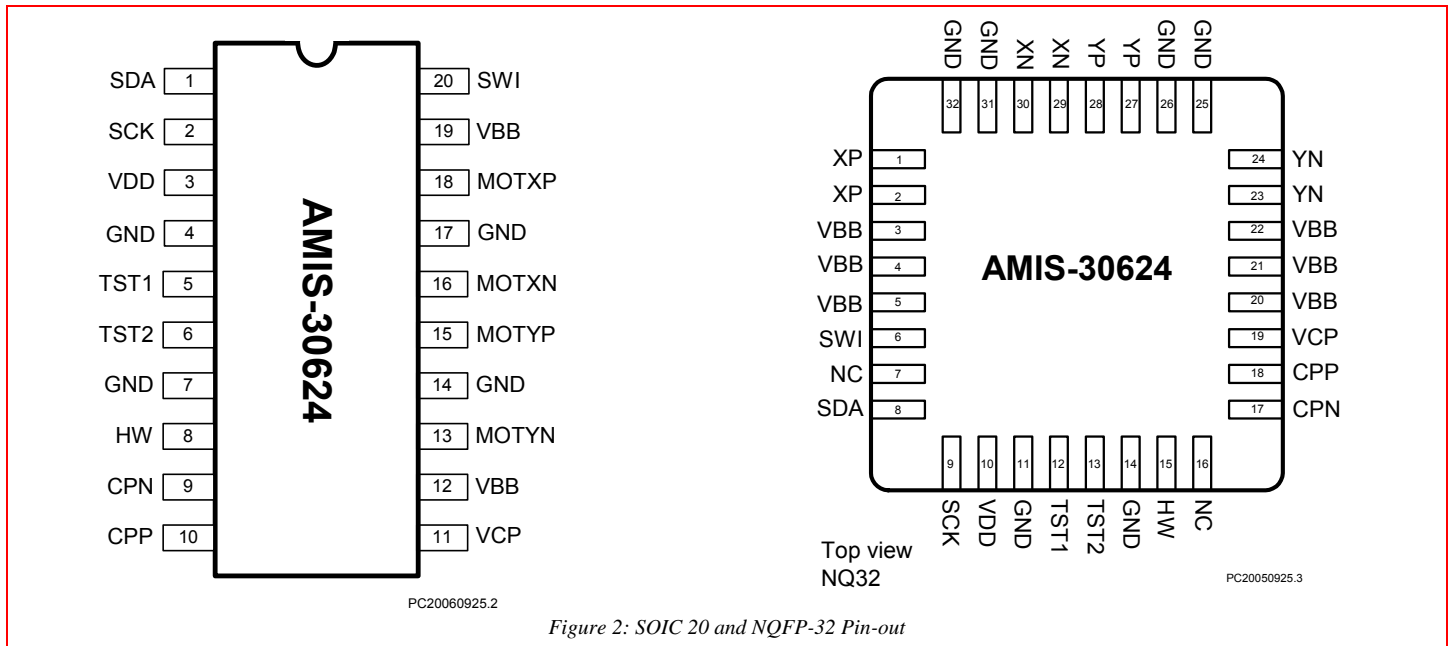 SDA 1
SCK 2
VDD 3
GND 4
TST1 5
TST2 6
GND 7
HW 8
CPN 9
CPP 10
AMIS-30624
20 SWI
19 VBB
18 MOTXP
17 GND
16 MOTXN
15 MOTYP
14 GND
13 MOTYN
12 VBB
11 VCP
PC20060925.2
GND GND XN XN YP YP GND GND
32 31 30 29 28 27 26 25
XP 1
XP 2
VBB 3
VBB 4
VBB 5
SWI 6
NC 7
SDA 8
AMIS-30624
24 YN
23 YN
22 VBB
21 VBB
20 VBB
19 VCP
18 CPP
17 CPN
9 10 11 12 13 14 15 16
SCK VDD GND TST1 TST2 GND HW NC
Top view
NQ32
PC20050925.3
Figure 2: SOIC 20 and NQFP-32 Pin-out